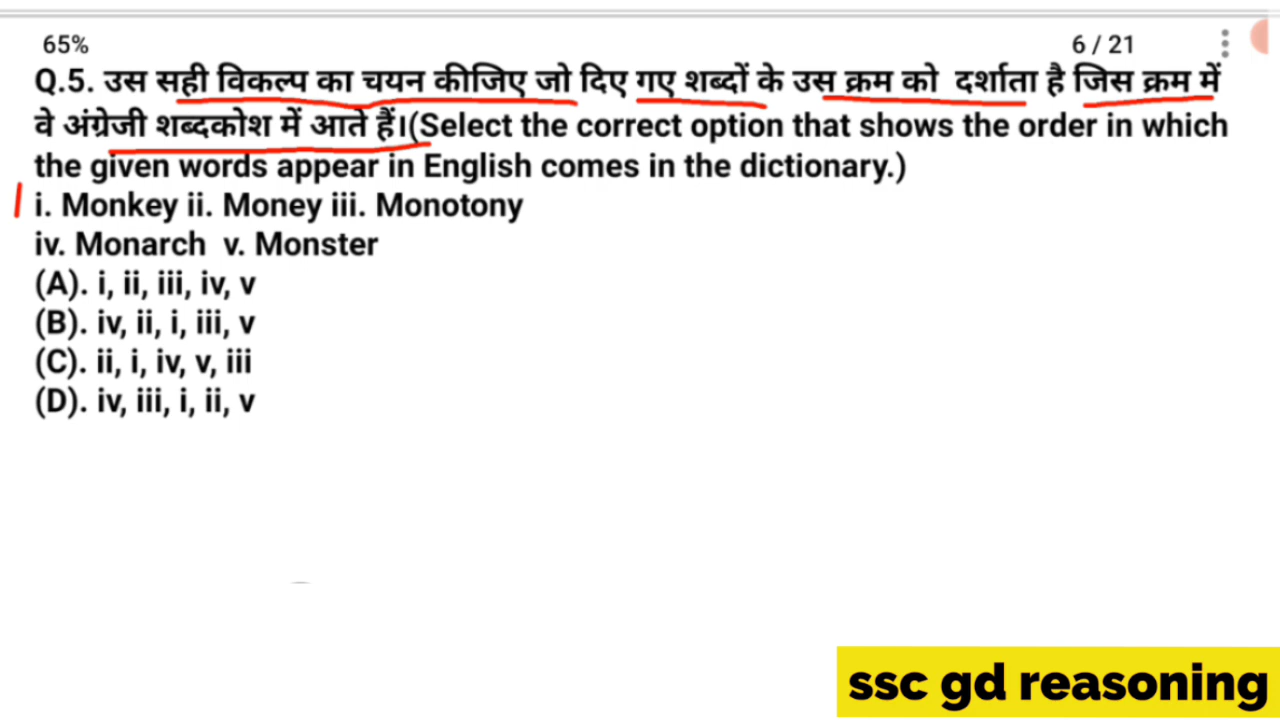 65%
6 / 21
Q.5. उस सही विकल्प का चयन कीजिए जो दिए गए शब्दों के उस क्रम को दर्शाता है जिस क्रम में
वे अंग्रेजी शब्दकोश में आते हैं।(Select the correct option that shows the order in which
the given words appear in English comes in the dictionary.)
i. Monkey ii. Money iii. Monotony
iv. Monarch v. Monster
(A). i, ii, iii, iv, v
(B). iv, ii, i, iii, v
(C). ii, i, iv, v, iii
(D). iv, iii, i, ii, v
ssc gd reasoning